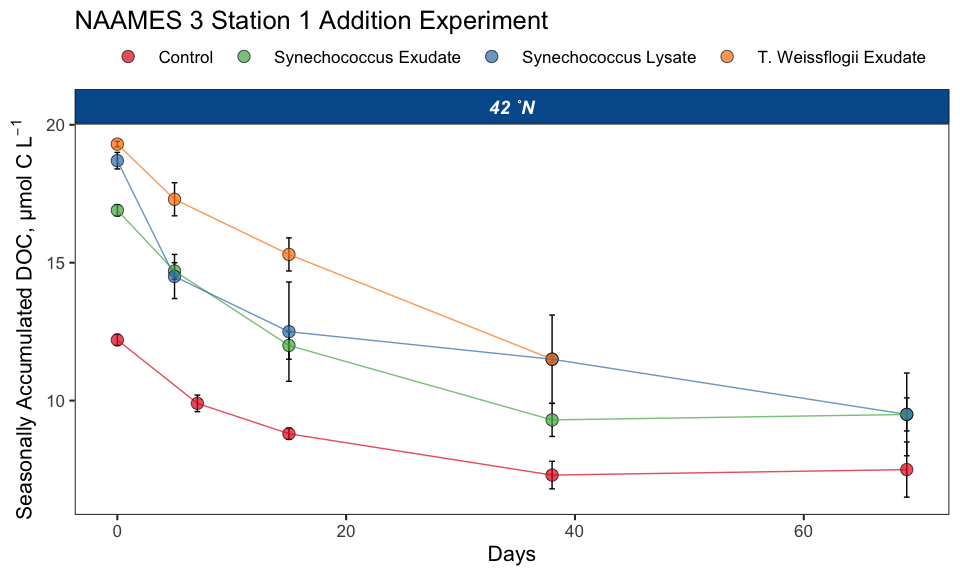 NAAMES 3 Station 1 Addition Experiment
Control Synechococcus Exudate Synechococcus Lysate T. Weissflogii Exudate
42 °N
Seasonally Accumulated DOC, μmol C L⁻¹
20
15
10
0 20 40 60
Days